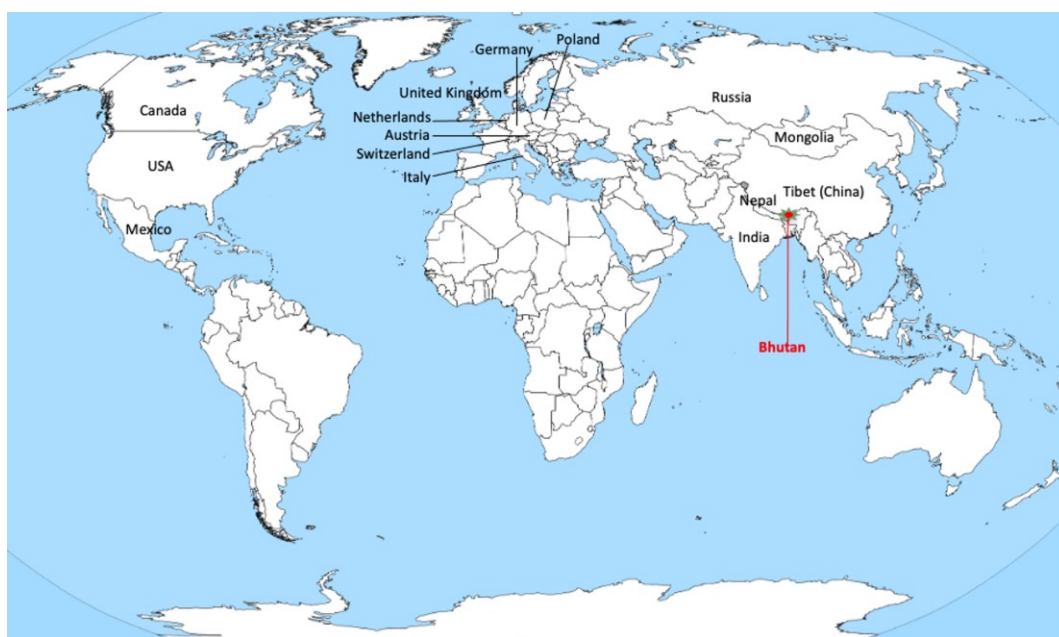 Poland
Germany
United Kingdom
Canada
Russia
Netherlands
Austria
Mongolia
Switzerland
USA
Italy
Tibet (China)
Nepal
Mexico
India
Bhutan